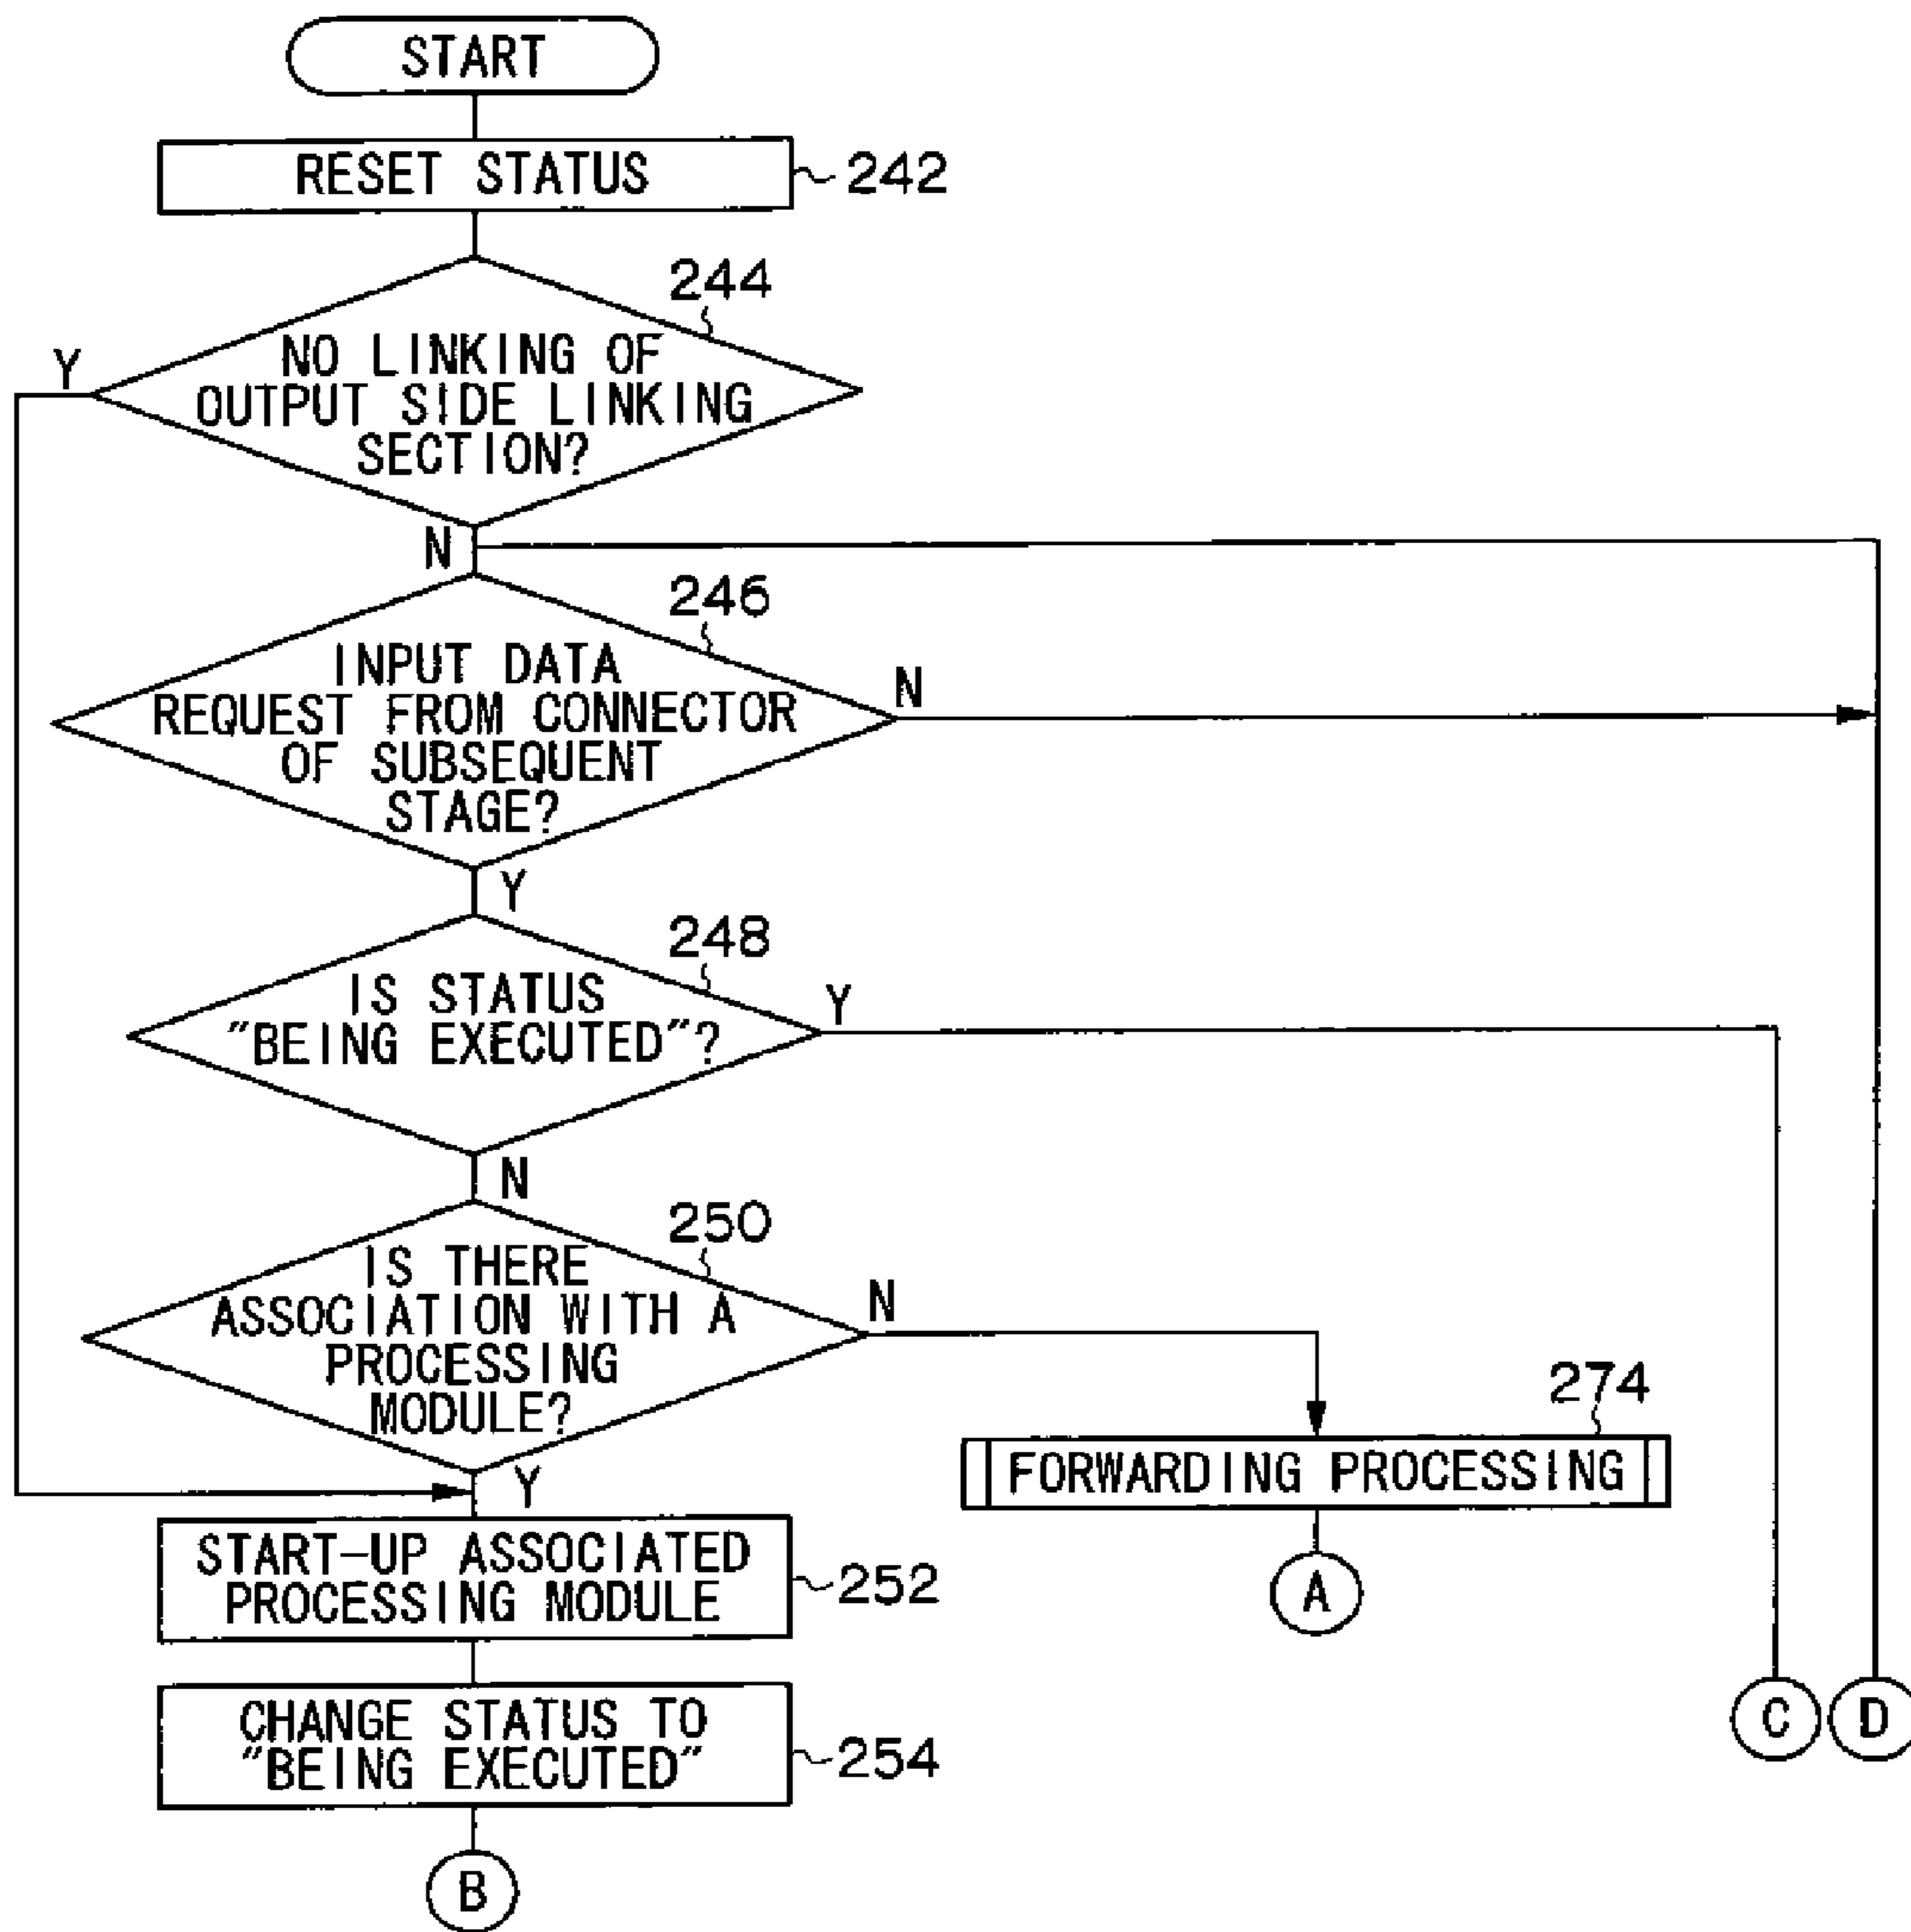 START
RESET STATUS
242
244
NO LINKING OF
OUTPUT SIDE LINKING
SECTION?
Y
N
246
INPUT DATA
REQUEST FROM CONNECTOR
OF SUBSEQUENT
STAGE?
N
Y
248
IS STATUS
"BEING EXECUTED"?
Y
N
250
IS THERE
ASSOCIATION WITH A
PROCESSING
MODULE?
N
Y
274
FORWARDING PROCESSING
A
START-UP ASSOCIATED
PROCESSING MODULE
252
CHANGE STATUS TO
"BEING EXECUTED"
254
C
D
B